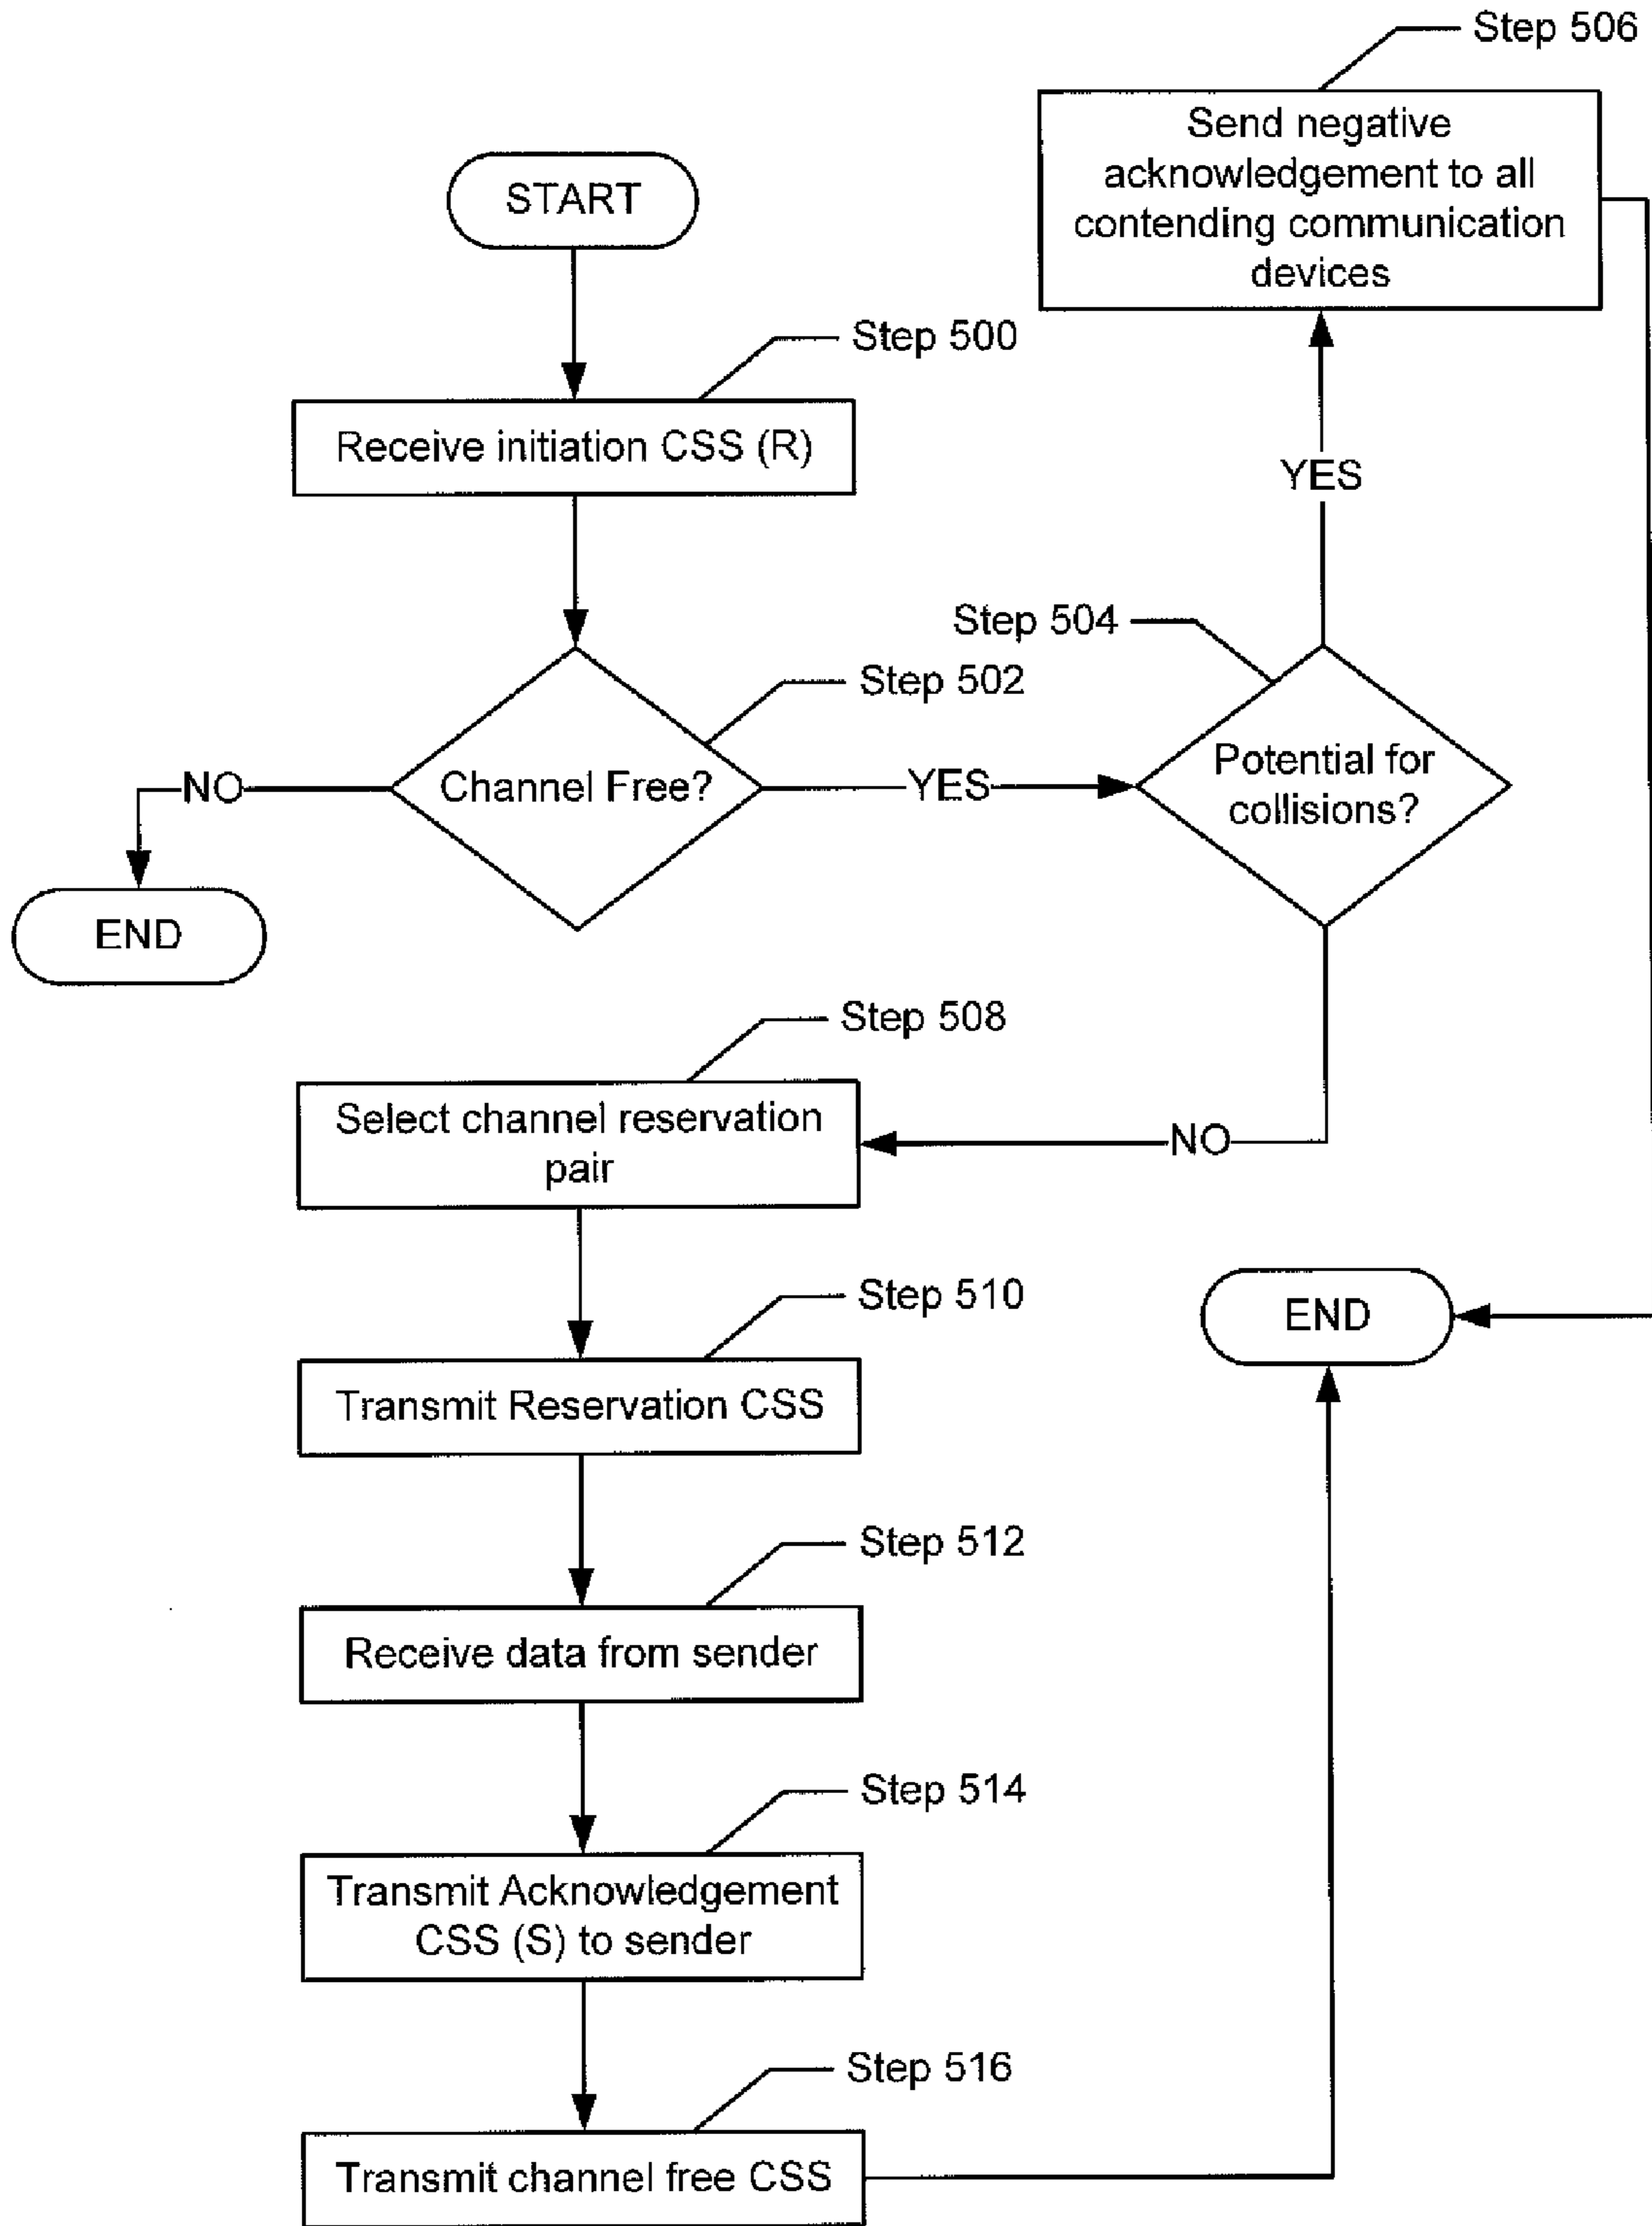 Step 506
Send negative
acknowledgement to all
contending communication
devices
START
Step 500
Receive initiation CSS (R)
YES
Step 504
Step 502
Channel Free?
NO
YES
Potential for
collisions?
END
Step 508
Select channel reservation
pair
NO
Step 510
END
Transmit Reservation CSS
Step 512
Receive data from sender
Step 514
Transmit Acknowledgement
CSS (S) to sender
Step 516
Transmit channel free CSS